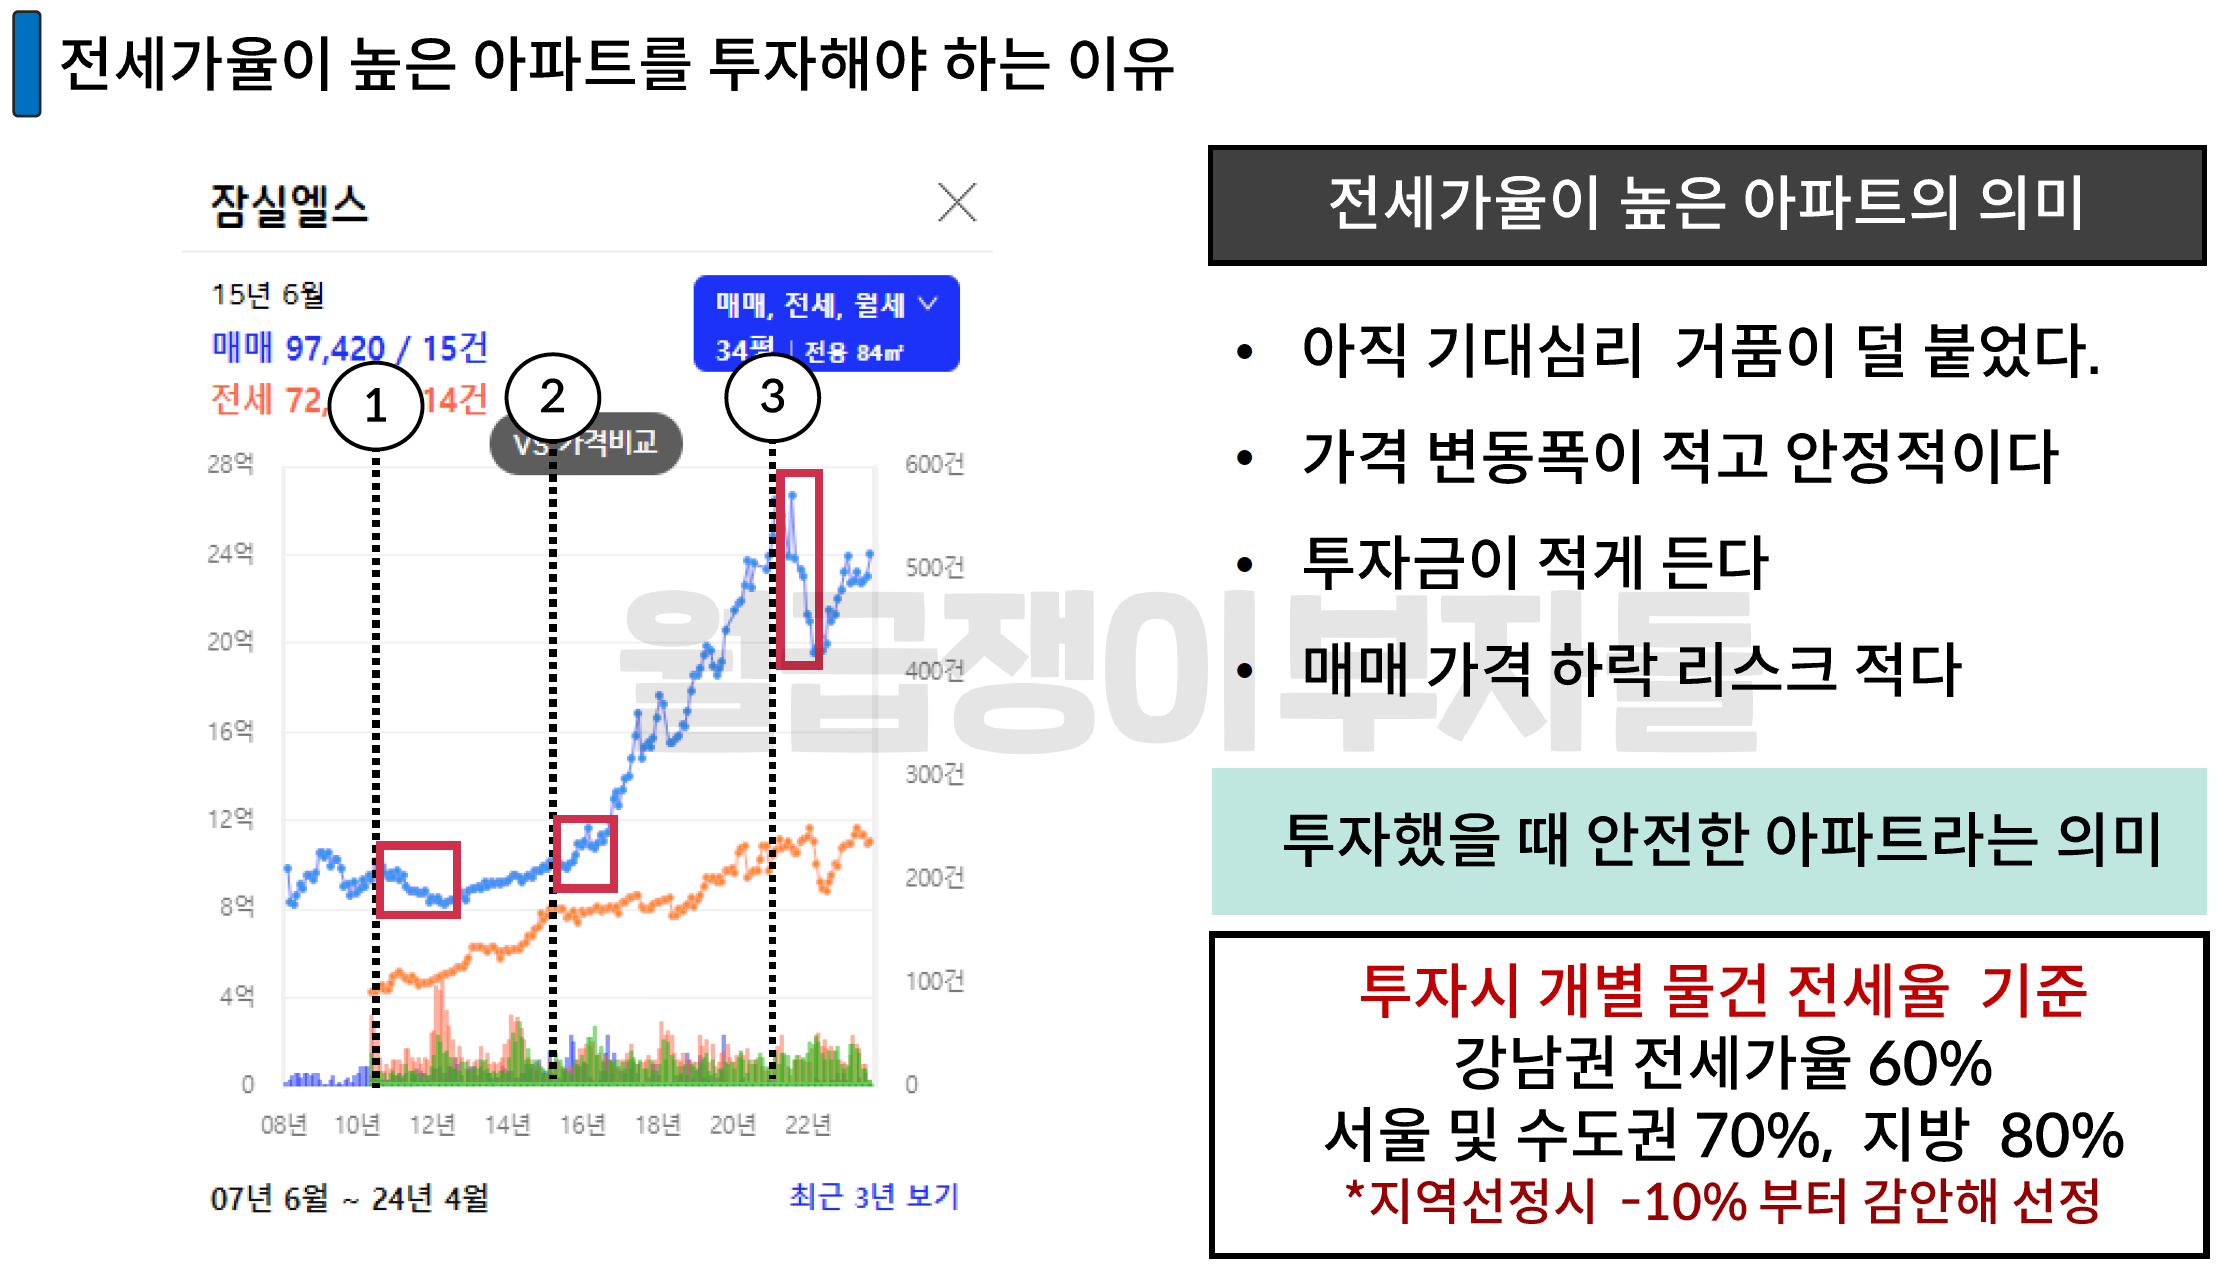 전세가율이 높은 아파트를 투자해야 하는 이유
잠실엘스
15년 6월
매매 97,420 / 15건
전세 72, 14건
매매, 전세, 월세
34평 | 전용 84㎡
1
2
3
VS 가격비교
28억
24억
20억
16억
12억
8억
4억
0
600건
500건
400건
300건
200건
100건
0
08년 10년 12년 14년 16년 18년 20년 22년
07년 6월 ~ 24년 4월
최근 3년 보기
전세가율이 높은 아파트의 의미
• 아직 기대심리 거품이 덜 붙었다.
• 가격 변동폭이 적고 안정적이다
• 투자금이 적게 든다
• 매매 가격 하락 리스크 적다
투자했을 때 안전한 아파트라는 의미
투자시 개별 물건 전세율 기준
강남권 전세가율 60%
서울 및 수도권 70%, 지방 80%
*지역선정시 -10% 부터 감안해 선정
월급쟁이부자들